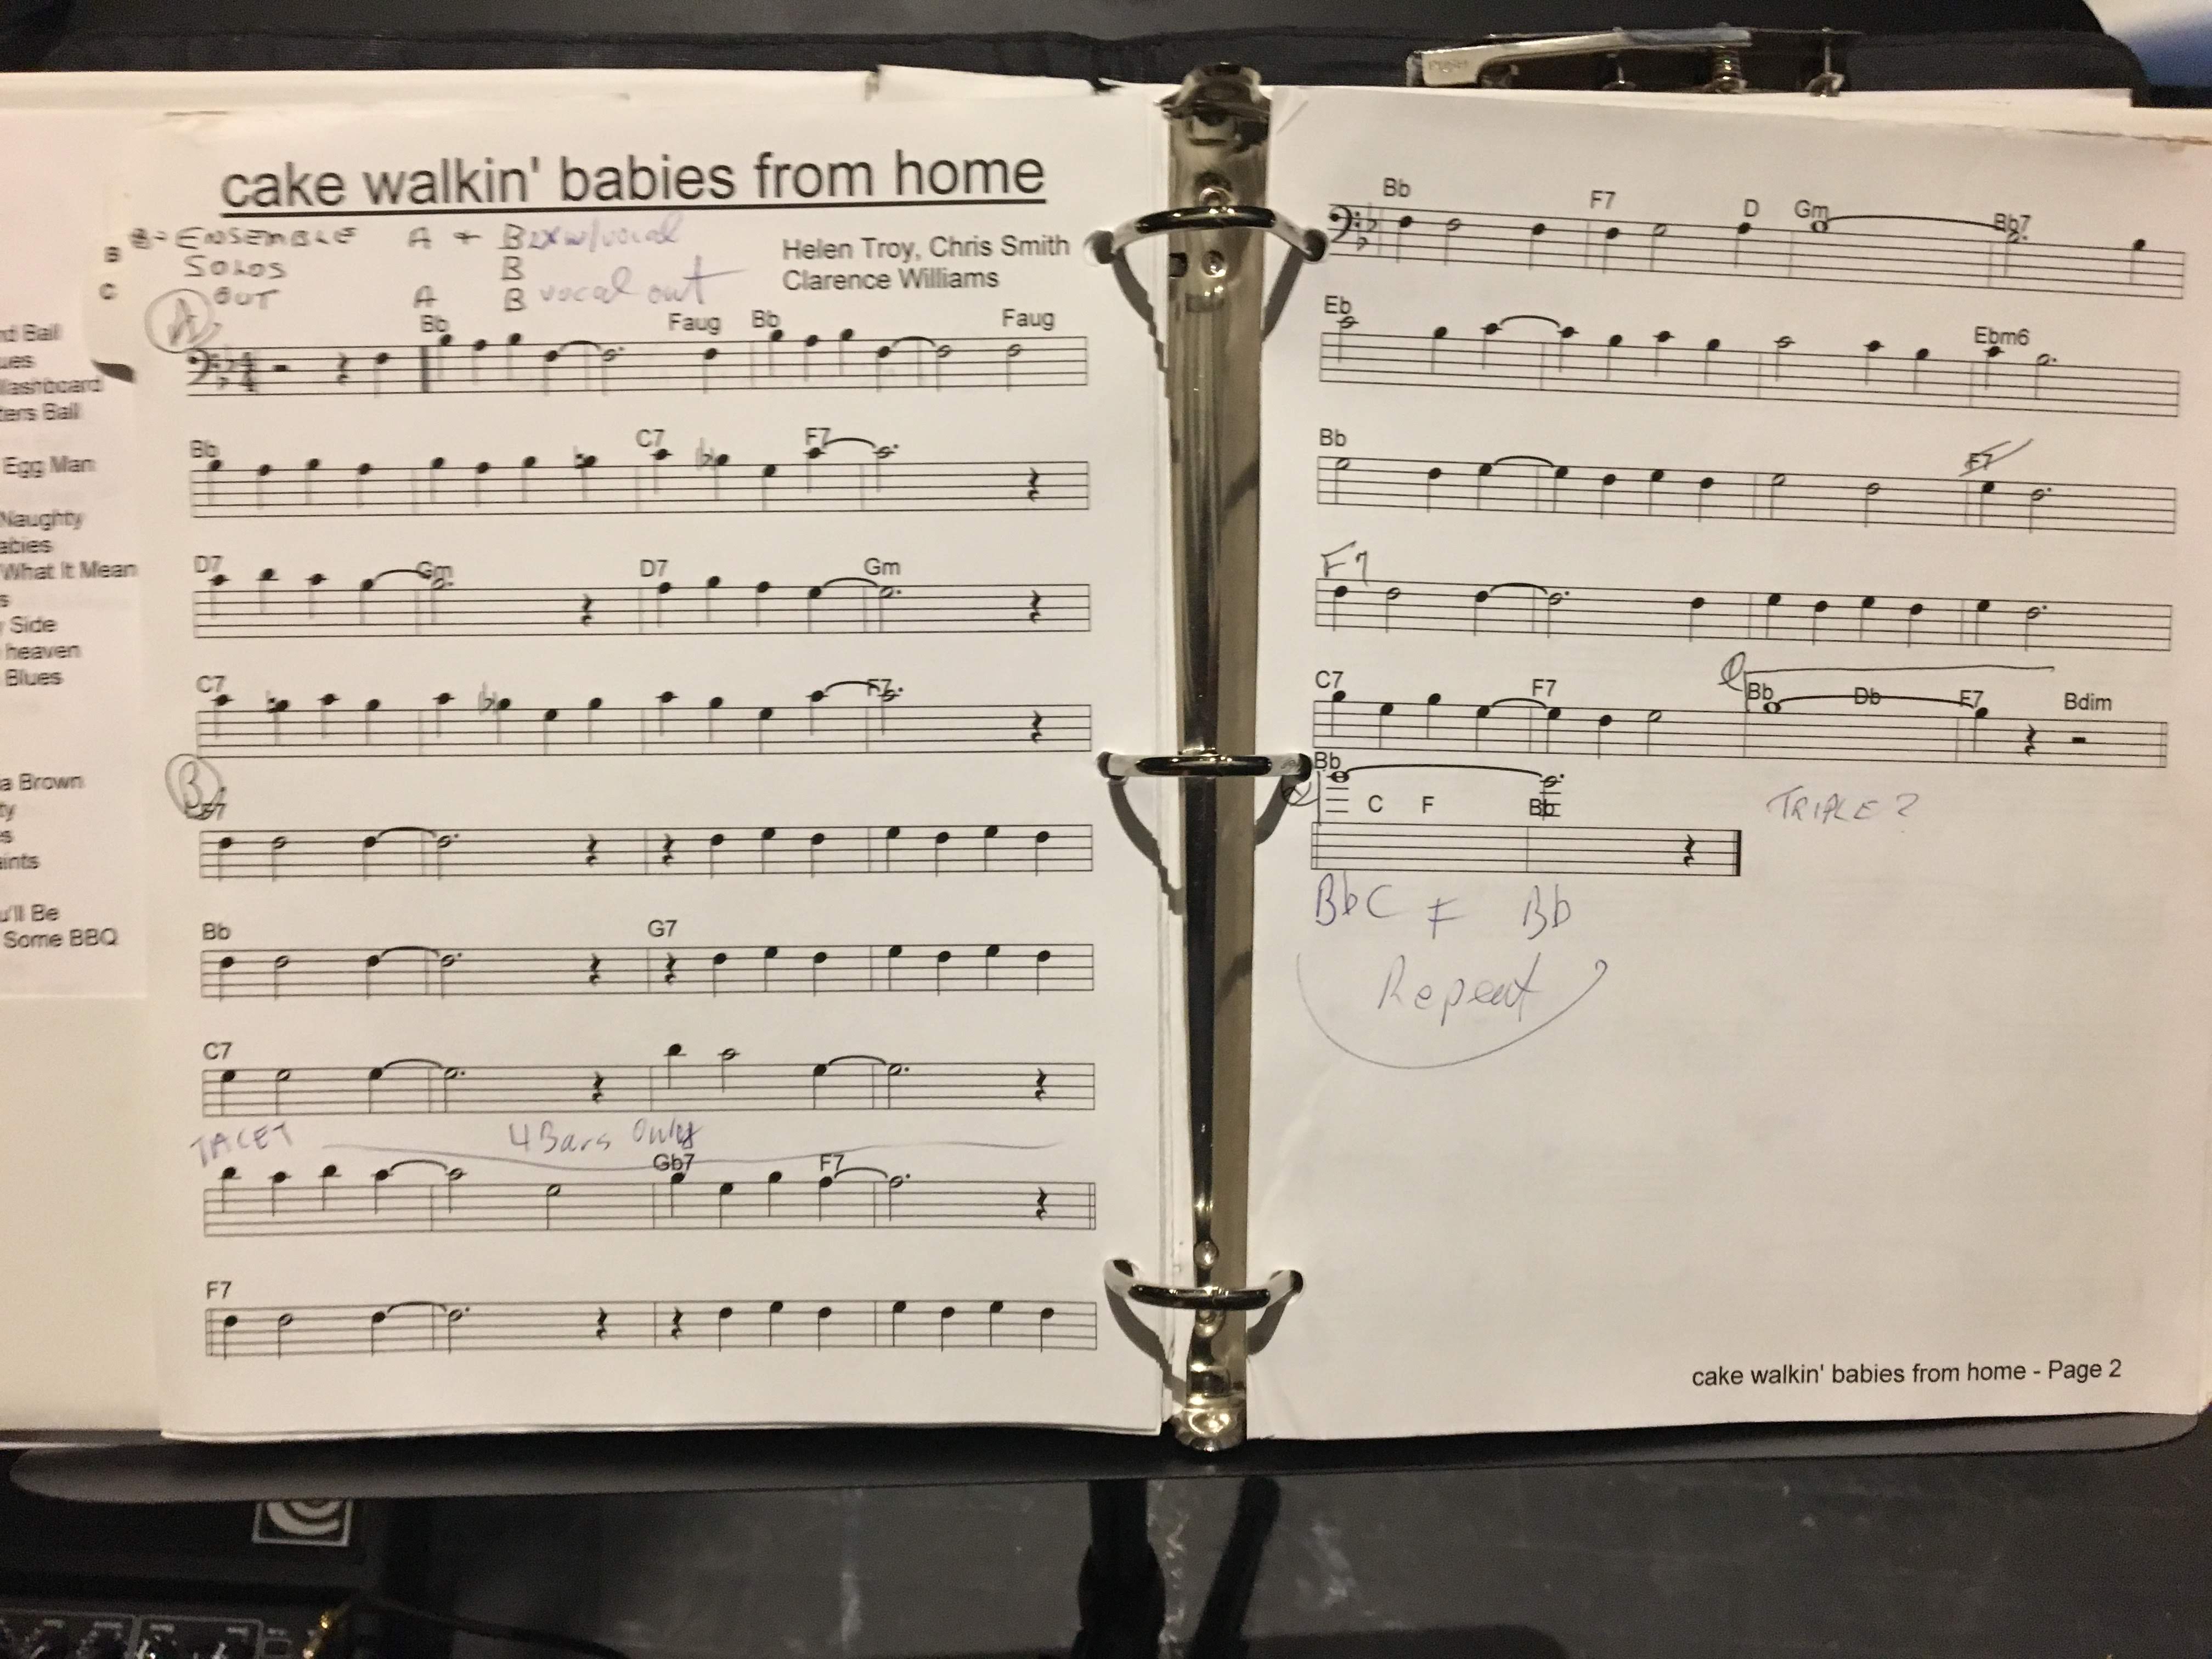 cake walkin' babies from home
ENSEMBLE A + B 2x w/vocal
B
SOLOS B
C
OUT A B vocal out
Helen Troy, Chris Smith
Clarence Williams
A
Bb Faug Bb Faug
Bb C7 F7
D7 Gm D7 Gm
C7 F7
B
F7
Bb G7
C7
TACET 4 Bars Only
Gb7 F7
F7
nd Ball
ues
Washboard
ters Ball
Egg Man
Naughty
abies
What It Mean
s
y Side
heaven
Blues
a Brown
ty
s
aints
u'll Be
Some BBQ
PUSH
Bb F7 D Gm Bb7
Eb Ebm6
Bb F7
F7
C7 F7 Bb Db F7 Bdim
Bb
C F Bb
TRIPLE?
Bb C F Bb
Repeat
cake walkin' babies from home - Page 2